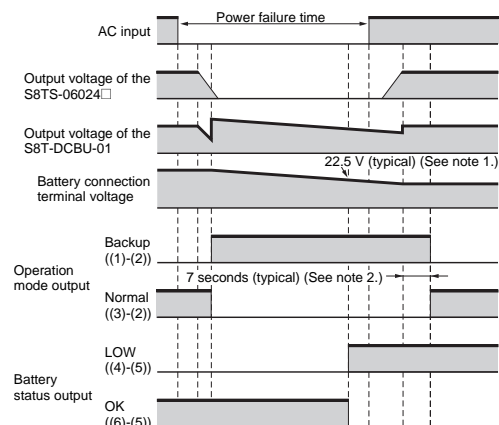 Power failure time
AC input
Output voltage of the
S8TS-06024□
Output voltage of the
S8T-DCBU-01
22.5 V (typical) (See note 1.)
Battery connection
terminal voltage
Backup
((1)-(2))
Operation
mode output
7 seconds (typical) (See note 2.)
Normal
((3)-(2))
LOW
((4)-(5))
Battery
status output
OK
((6)-(5))